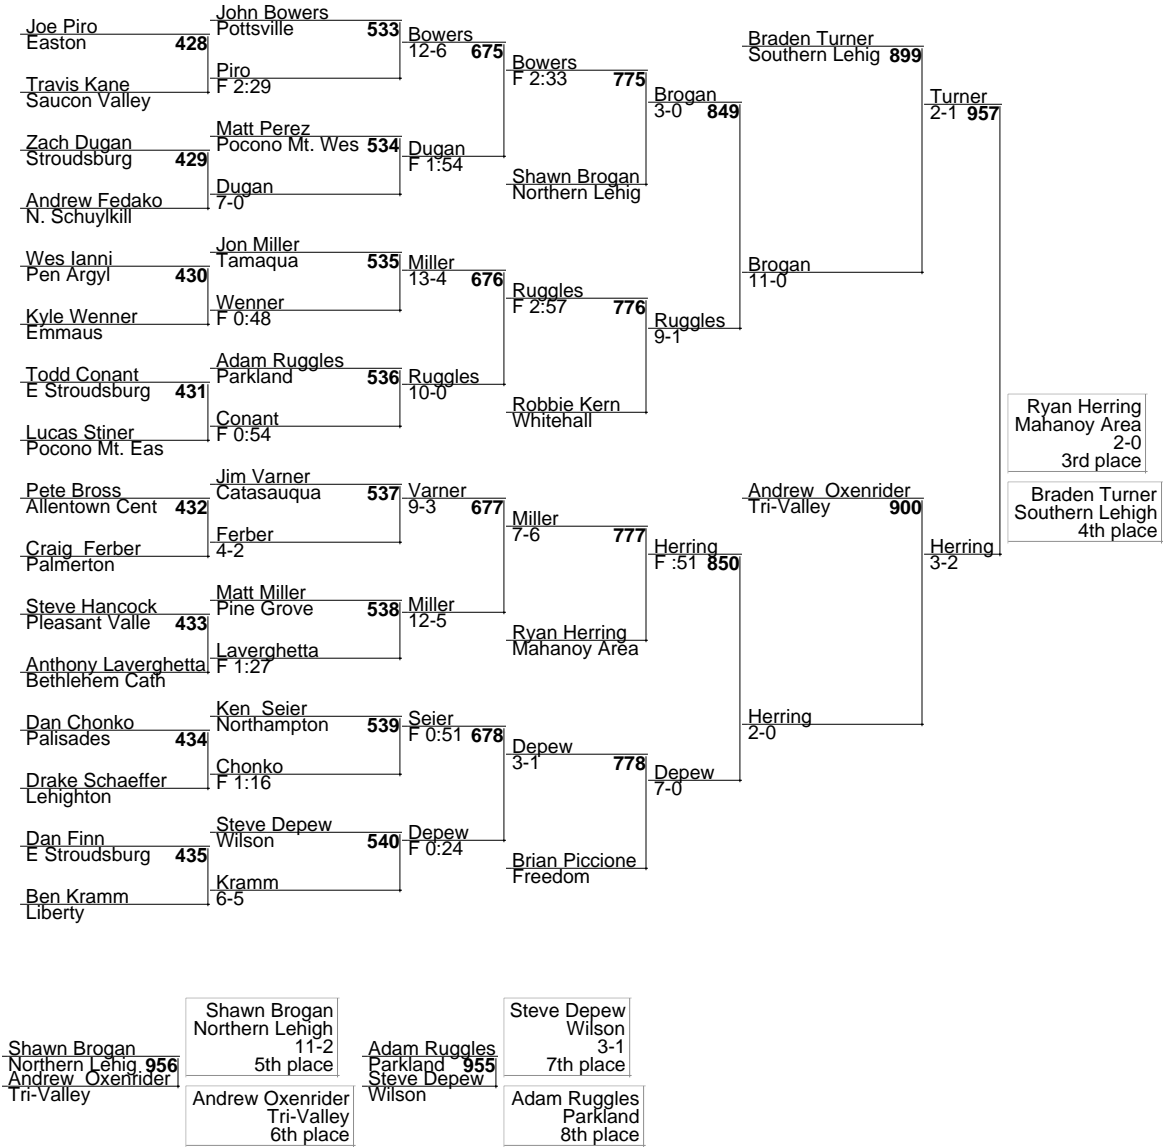 Joe Piro
Easton 428
Travis Kane
Saucon Valley
Zach Dugan
Stroudsburg 429
Andrew Fedako
N. Schuylkill
Wes Ianni
Pen Argyl 430
Kyle Wenner
Emmaus
Todd Conant
E Stroudsburg 431
Lucas Stiner
Pocono Mt. Eas
Pete Bross
Allentown Cent 432
Craig  Ferber
Palmerton
Steve Hancock
Pleasant Valle 433
Anthony Laverghetta
Bethlehem Cath
Dan Chonko
Palisades 434
Drake Schaeffer
Lehighton
Dan Finn
E Stroudsburg 435
Ben Kramm
Liberty
John Bowers
Pottsville 533
Piro
F 2:29
Matt Perez
Pocono Mt. Wes 534
Dugan
7-0
Jon Miller
Tamaqua 535
Wenner
F 0:48
Adam Ruggles
Parkland 536
Conant
F 0:54
Jim Varner
Catasauqua 537
Ferber
4-2
Matt Miller
Pine Grove 538
Laverghetta
F 1:27
Ken  Seier
Northampton 539
Chonko
F 1:16
Steve Depew
Wilson 540
Kramm
6-5
Bowers
12-6 675
Dugan
F 1:54
Miller
13-4 676
Ruggles
10-0
Varner
9-3 677
Miller
12-5
Seier
F 0:51 678
Depew
F 0:24
Bowers
F 2:33 775
Shawn Brogan
Northern Lehig
Ruggles
F 2:57 776
Robbie Kern
Whitehall
Miller
7-6 777
Ryan Herring
Mahanoy Area
Depew
3-1 778
Brian Piccione
Freedom
Brogan
3-0 849
Ruggles
9-1
Herring
F :51 850
Depew
7-0
Braden Turner
Southern Lehig 899
Brogan
11-0
Andrew  Oxenrider
Tri-Valley 900
Herring
2-0
Turner
2-1 957
Herring
3-2
Ryan Herring
Mahanoy Area
2-0
3rd place
Braden Turner
Southern Lehigh
4th place
Shawn Brogan
Northern Lehig 956
Andrew  Oxenrider
Tri-Valley
Shawn Brogan
Northern Lehigh
11-2
5th place
Andrew Oxenrider
Tri-Valley
6th place
Adam Ruggles
Parkland 955
Steve Depew
Wilson
Steve Depew
Wilson
3-1
7th place
Adam Ruggles
Parkland
8th place